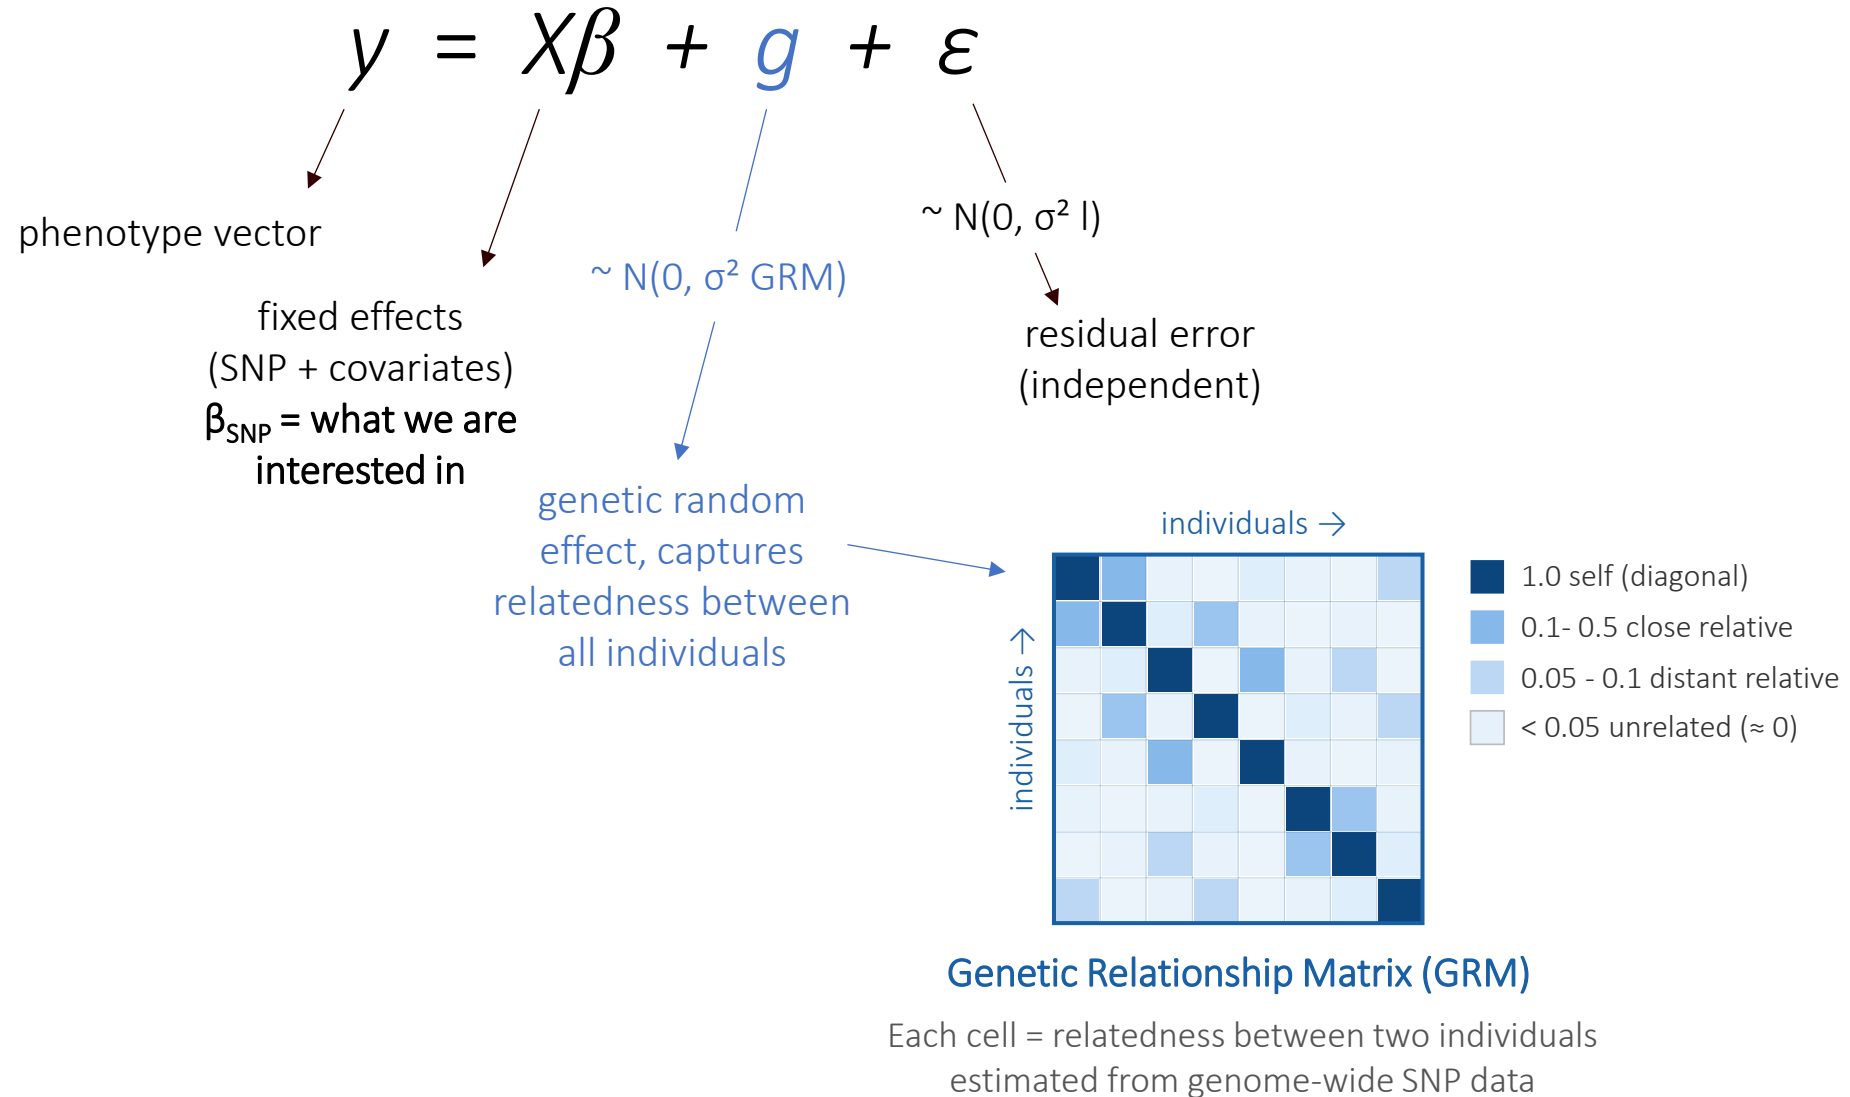 y = Xβ + g + ε
phenotype vector
fixed effects
(SNP + covariates)
β_SNP = what we are
interested in
~ N(0, σ² GRM)
genetic random
effect, captures
relatedness between
all individuals
~ N(0, σ² I)
residual error
(independent)
individuals →
individuals →
1.0 self (diagonal)
0.1- 0.5 close relative
0.05 - 0.1 distant relative
< 0.05 unrelated (≈ 0)
Genetic Relationship Matrix (GRM)
Each cell = relatedness between two individuals
estimated from genome-wide SNP data